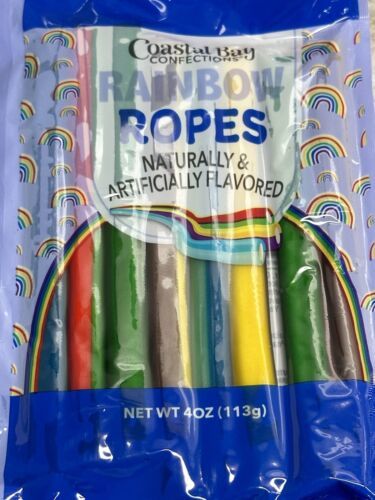 Coastal Bay
CONFECTIONS
RAINBOW
ROPES
NATURALLY &
ARTIFICIALLY FLAVORED
NET WT 4OZ (113g)